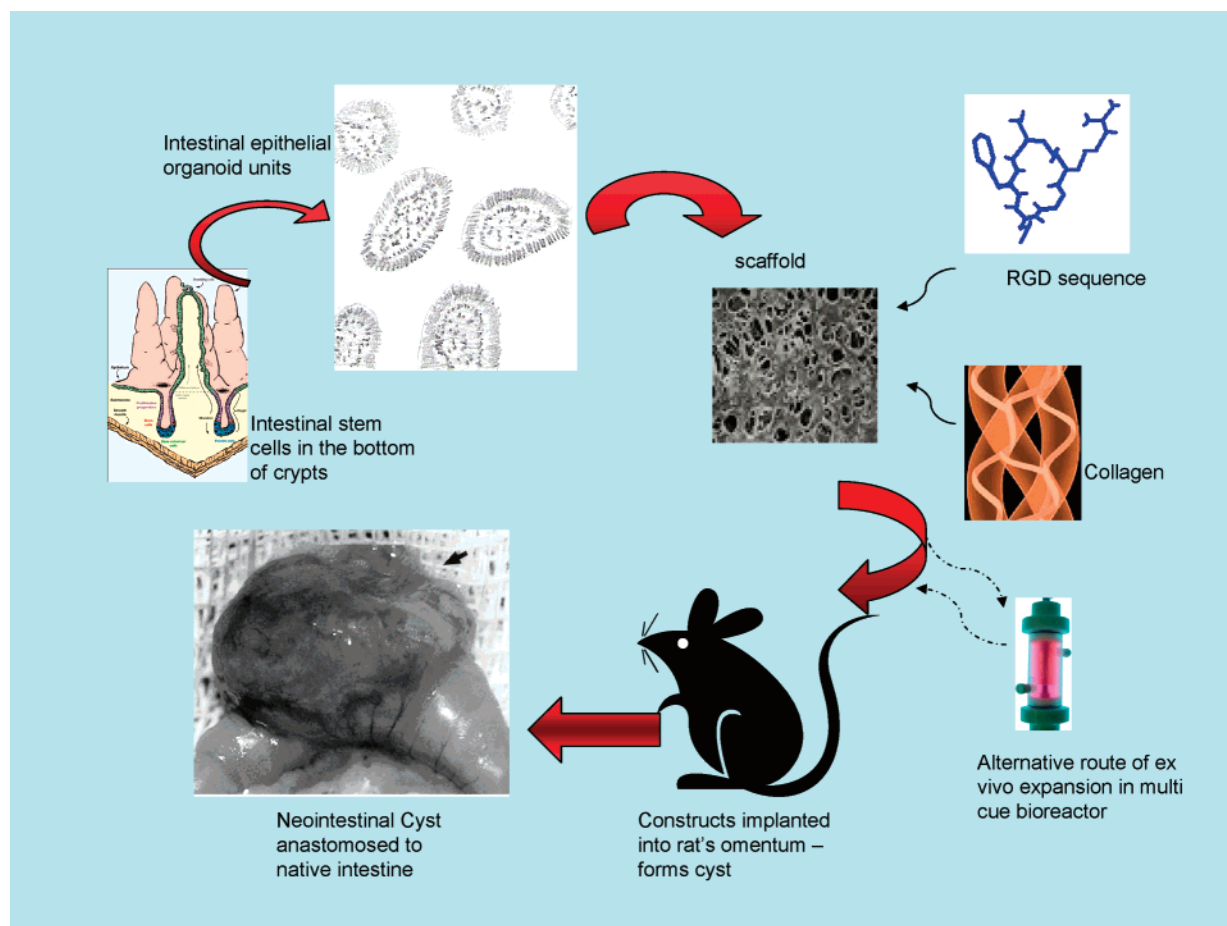 Intestinal epithelial
organoid units
scaffold
RGD sequence
Intestinal stem
cells in the bottom
of crypts
Collagen
Neointestinal Cyst
anastomosed to
native intestine
Constructs implanted
into rat's omentum –
forms cyst
Alternative route of ex
vivo expansion in multi
cue bioreactor